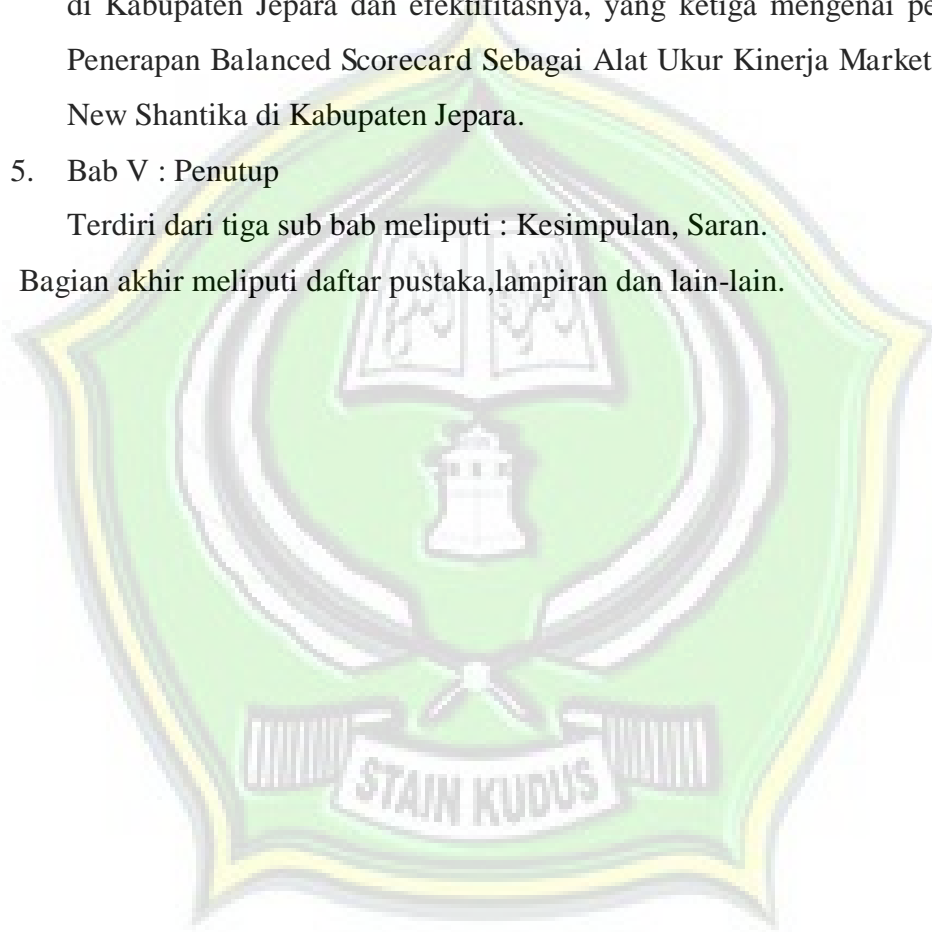 di Kabupaten Jepara dan efektifitasnya, yang ketiga mengenai
Penerapan Balanced Scorecard Sebagai Alat Ukur Kinerja
New Shantika di Kabupaten Jepara.
5. Bab V : Penutup
Terdiri dari tiga sub bab meliputi : Kesimpulan, Saran.
Bagian akhir meliputi daftar pustaka,lampiran dan lain-lain.
STAIN KUDUS